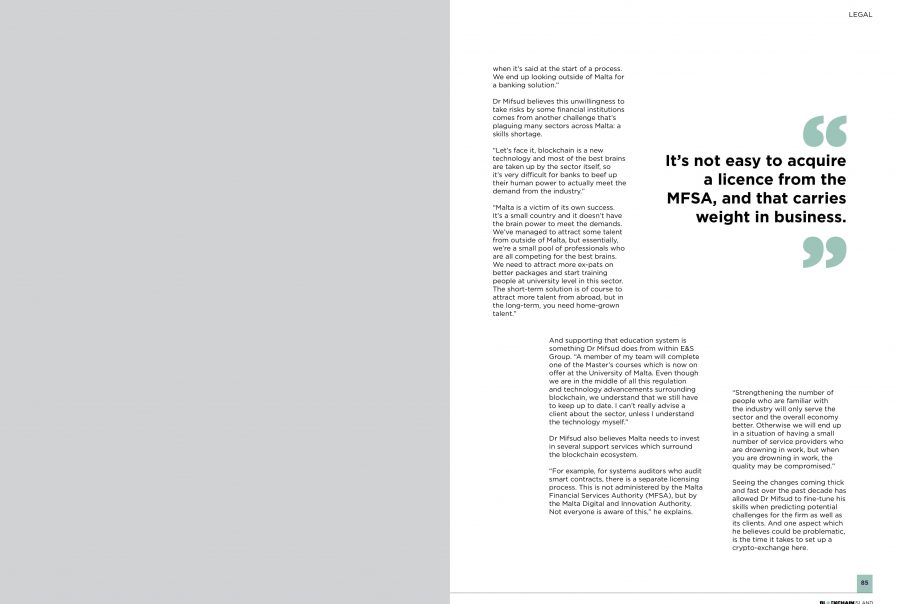 LEGAL
when it's said at the start of a process.
We end up looking outside of Malta for
a banking solution.”
Dr Mifsud believes this unwillingness to
take risks by some financial institutions
comes from another challenge that's
plaguing many sectors across Malta: a
skills shortage.
“Let's face it, blockchain is a new
technology and most of the best brains
are taken up by the sector itself, so
it's very difficult for banks to beef up
their human power to actually meet the
demand from the industry.”
“Malta is a victim of its own success.
It's a small country and it doesn't have
the brain power to meet the demands.
We've managed to attract some talent
from outside of Malta, but essentially,
we're a small pool of professionals who
are all competing for the best brains.
We need to attract more ex-pats on
better packages and start training
people at university level in this sector.
The short-term solution is of course to
attract more talent from abroad, but in
the long-term, you need home-grown
talent.”
“
It's not easy to acquire
a licence from the
MFSA, and that carries
weight in business.
”
And supporting that education system is
something Dr Mifsud does from within E&S
Group. “A member of my team will complete
one of the Master's courses which is now on
offer at the University of Malta. Even though
we are in the middle of all this regulation
and technology advancements surrounding
blockchain, we understand that we still have
to keep up to date. I can't really advise a
client about the sector, unless I understand
the technology myself.”
Dr Mifsud also believes Malta needs to invest
in several support services which surround
the blockchain ecosystem.
“For example, for systems auditors who audit
smart contracts, there is a separate licensing
process. This is not administered by the Malta
Financial Services Authority (MFSA), but by
the Malta Digital and Innovation Authority.
Not everyone is aware of this,” he explains.
“Strengthening the number of
people who are familiar with
the industry will only serve the
sector and the overall economy
better. Otherwise we will end up
in a situation of having a small
number of service providers who
are drowning in work, but when
you are drowning in work, the
quality may be compromised.”
Seeing the changes coming thick
and fast over the past decade has
allowed Dr Mifsud to fine-tune his
skills when predicting potential
challenges for the firm as well as
its clients. And one aspect which
he believes could be problematic,
is the time it takes to set up a
crypto-exchange here.
85